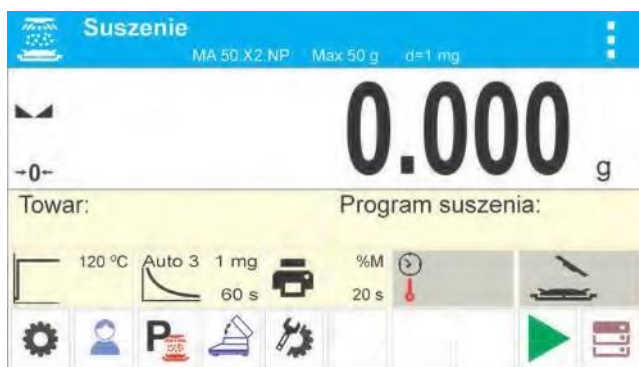 Suszenie
MA 50.X2.NP Max 50 g d=1 mg
0.000 g
→0←
Towar: Program suszenia:
120 °C Auto 3 1 mg %M
60 s 20 s
P